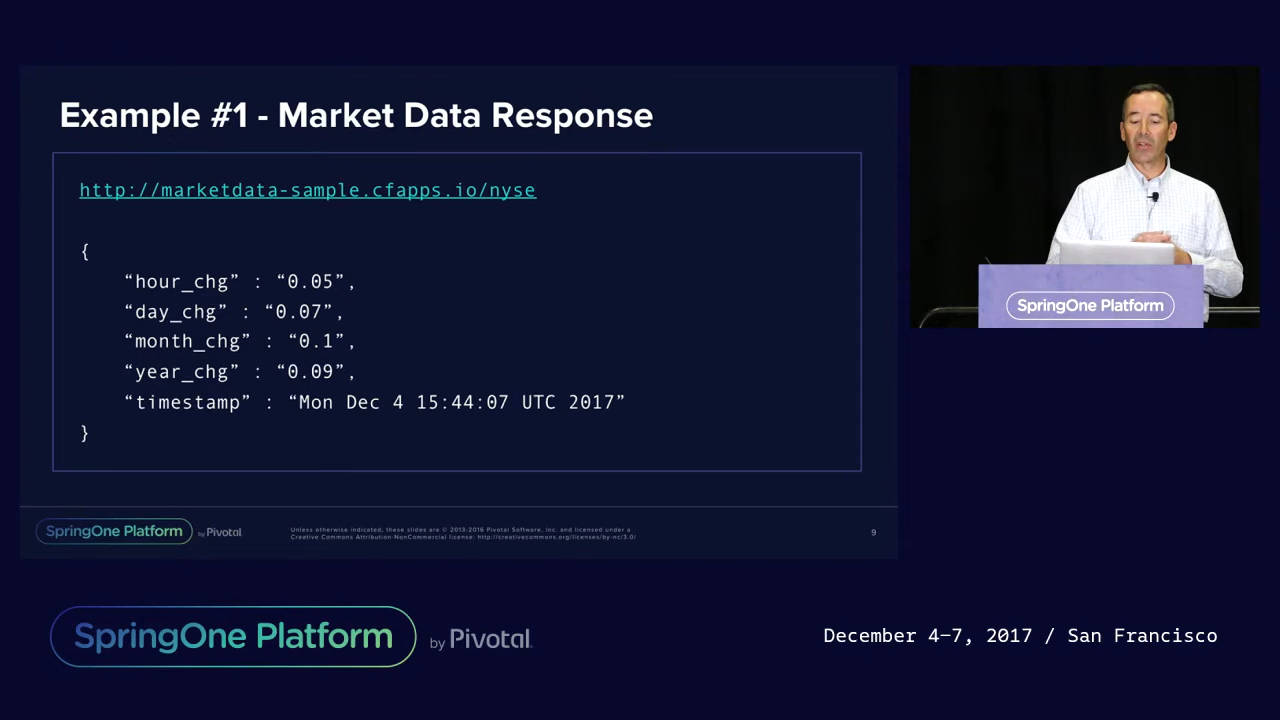 Example #1 - Market Data Response
http://marketdata-sample.cfapps.io/nyse
{
“hour_chg” : “0.05”,
“day_chg” : “0.07”,
“month_chg” : “0.1”,
“year_chg” : “0.09”,
“timestamp” : “Mon Dec 4 15:44:07 UTC 2017”
}
SpringOne Platform
SpringOne Platform by Pivotal
Unless otherwise indicated, these slides are © 2013-2016 Pivotal Software, Inc. and licensed under a
Creative Commons Attribution-NonCommercial license: http://creativecommons.org/licenses/by-nc/3.0/
9
SpringOne Platform by Pivotal.
December 4–7, 2017 / San Francisco